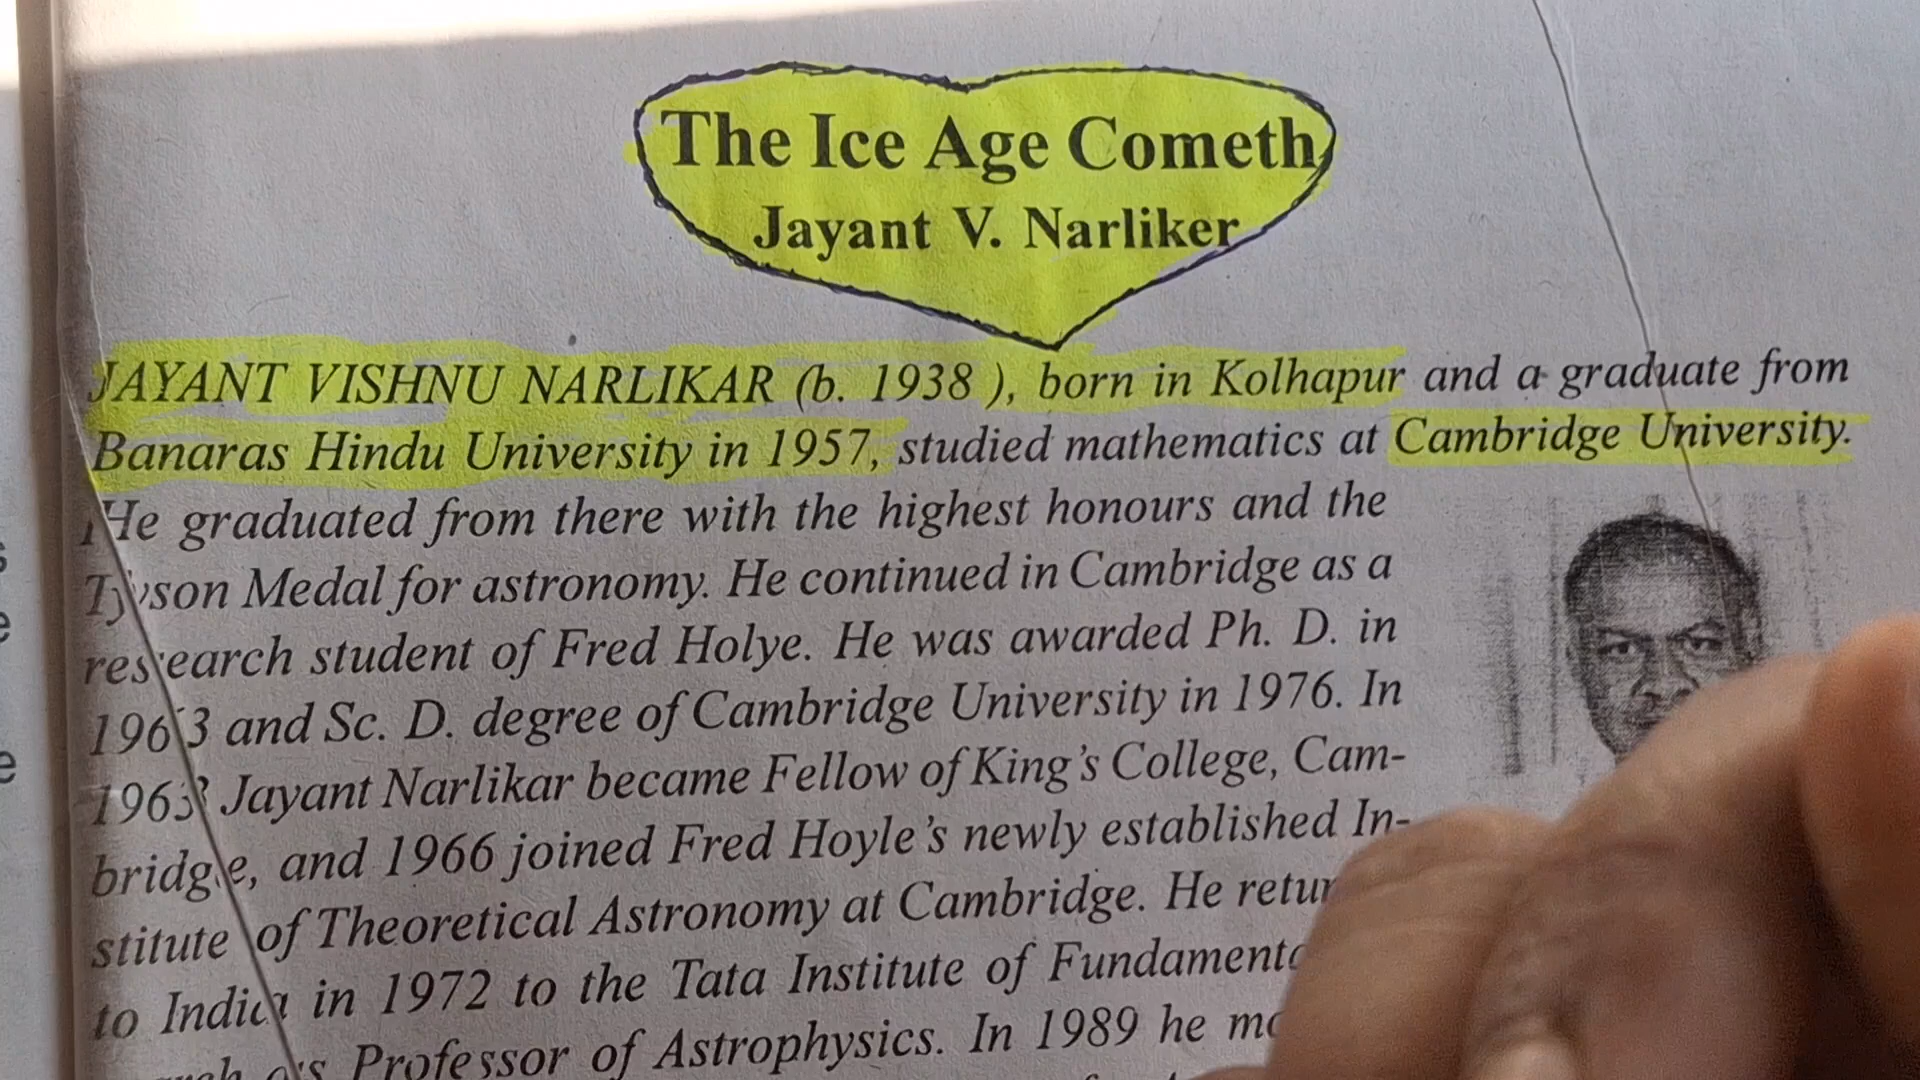 The Ice Age Cometh
Jayant V. Narliker
JAYANT VISHNU NARLIKAR (b. 1938 ), born in Kolhapur and a graduate from
Banaras Hindu University in 1957, studied mathematics at Cambridge University.
He graduated from there with the highest honours and the
Tyson Medal for astronomy. He continued in Cambridge as a
research student of Fred Holye. He was awarded Ph. D. in
1963 and Sc. D. degree of Cambridge University in 1976. In
1963 Jayant Narlikar became Fellow of King's College, Cam-
bridge, and 1966 joined Fred Hoyle's newly established In-
stitute of Theoretical Astronomy at Cambridge. He
to India in 1972 to the Tata Institute of
as Professor of Astrophysics. In 1989 he